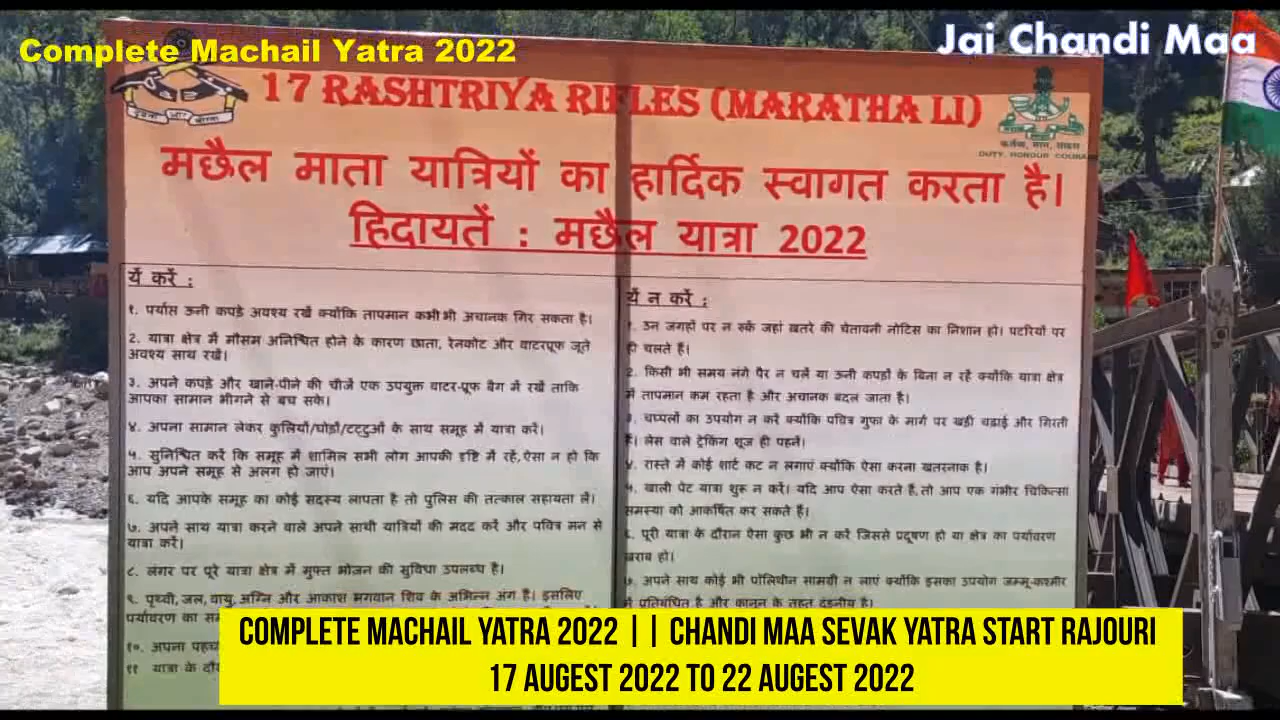 Complete Machail Yatra 2022
Jai Chandi Maa
17 RASHTRIYA RIFLES (MARATHA LI)
कर्तव्य, मान, साहस
DUTY HONOUR COURAGE
मछैल माता यात्रियों का हार्दिक स्वागत करता है।
हिदायतें : मछैल यात्रा 2022
यें करें :
१. पर्याप्त ऊनी कपड़े अवश्य रखें क्योंकि तापमान कभी भी अचानक गिर सकता है।
२. यात्रा क्षेत्र में मौसम अनिश्चित होने के कारण छाता, रेनकोट और वाटरप्रूफ जूते
अवश्य साथ रखें।
३. अपने कपड़े और खाने-पीने की चीजें एक उपयुक्त वाटर-प्रूफ बैग में रखें ताकि
आपका सामान भीगने से बच सके।
४. अपना सामान लेकर कुलियों/घोड़ों/टट्टुओं के साथ समूह में यात्रा करें।
५. सुनिश्चित करें कि समूह में शामिल सभी लोग आपकी दृष्टि में रहें, ऐसा न हो कि
आप अपने समूह से अलग हो जाएं।
६. यदि आपके समूह का कोई सदस्य लापता है तो पुलिस की तत्काल सहायता लें।
७. अपने साथ यात्रा करने वाले अपने साथी यात्रियों की मदद करें और पवित्र मन से
यात्रा करें।
८. लंगर पर पूरे यात्रा क्षेत्र में मुफ्त भोजन की सुविधा उपलब्ध है।
९. पृथ्वी, जल, वायु, अग्नि और आकाश भगवान शिव के अभिन्न अंग हैं। इसलिए
पर्यावरण का
१०. अपना
११ यात्रा के
यें न करें :
१. उन जगहों पर न रुकें जहां खतरे की चेतावनी नोटिस का निशान हो। पटरियों पर
ही चलते हैं।
२. किसी भी समय नंगे पैर न चलें या ऊनी कपड़ों के बिना न रहें क्योंकि यात्रा क्षेत्र
में तापमान कम रहता है और अचानक बदल जाता है।
३. चप्पलों का उपयोग न करें क्योंकि पवित्र गुफा के मार्ग पर खड़ी चढ़ाई और गिरती
है। लेस वाले ट्रेकिंग शूज ही पहनें।
४. रास्ते में कोई शार्ट कट न लगाएं क्योंकि ऐसा करना खतरनाक है।
५. खाली पेट यात्रा शुरू न करें। यदि आप ऐसा करते हैं, तो आप एक गंभीर चिकित्सा
समस्या को आकर्षित कर सकते हैं।
६. पूरी यात्रा के दौरान ऐसा कुछ भी न करें जिससे प्रदूषण हो या क्षेत्र का पर्यावरण
खराब हो।
७. अपने साथ कोई भी पॉलिथीन सामग्री न लाएं क्योंकि इसका उपयोग जम्मू-कश्मीर
में प्रतिबंधित है और कानून के तहत दंडनीय है।
COMPLETE MACHAIL YATRA 2022 || CHANDI MAA SEVAK YATRA START RAJOURI
17 AUGEST 2022 TO 22 AUGEST 2022